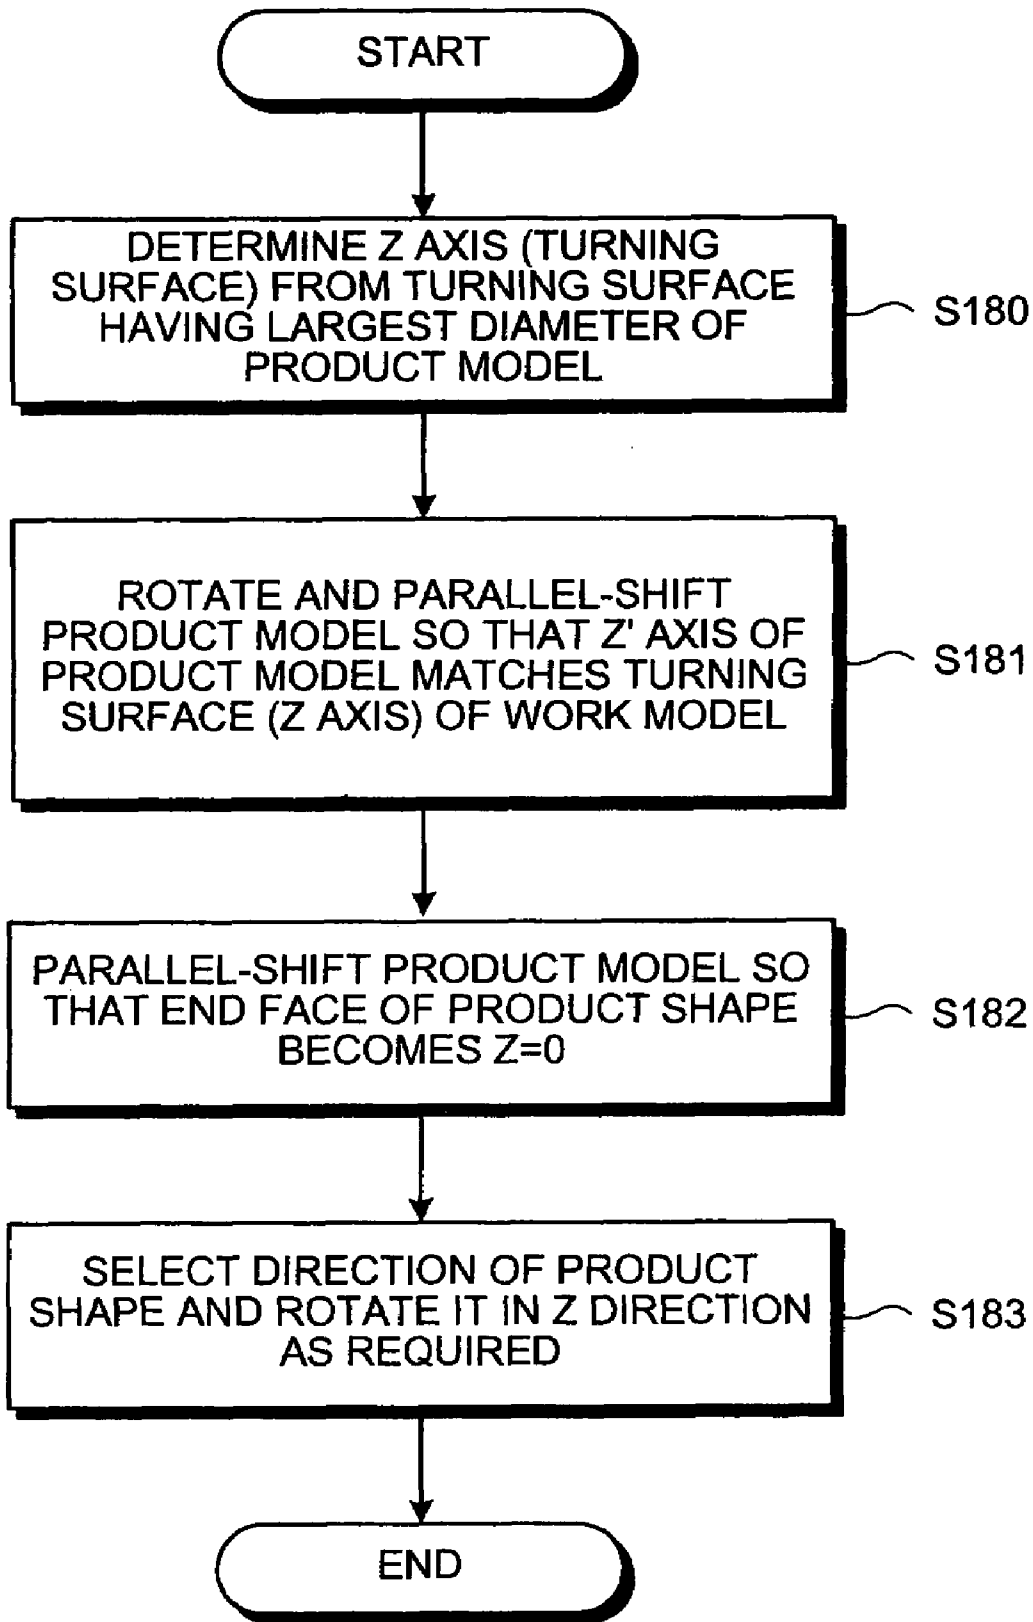 START
DETERMINE Z AXIS (TURNING
SURFACE) FROM TURNING SURFACE
HAVING LARGEST DIAMETER OF
PRODUCT MODEL
S180
ROTATE AND PARALLEL-SHIFT
PRODUCT MODEL SO THAT Z' AXIS OF
PRODUCT MODEL MATCHES TURNING
SURFACE (Z AXIS) OF WORK MODEL
S181
PARALLEL-SHIFT PRODUCT MODEL SO
THAT END FACE OF PRODUCT SHAPE
BECOMES Z=0
S182
SELECT DIRECTION OF PRODUCT
SHAPE AND ROTATE IT IN Z DIRECTION
AS REQUIRED
S183
END